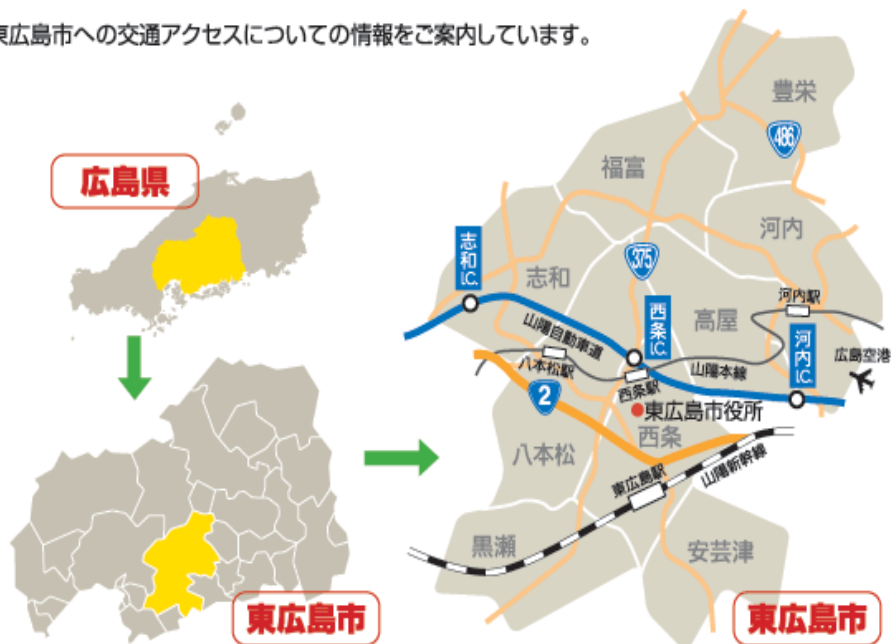 東広島市への交通アクセスについての情報をご案内しています。
広島県
東広島市
豊栄
486
福富
河内
志和I.C.
375
志和
西条I.C.
高屋
河内駅
河内I.C.
山陽自動車道
八本松駅
山陽本線
広島空港
西条駅
2
東広島市役所
西条
八本松
東広島駅
山陽新幹線
黒瀬
安芸津
東広島市